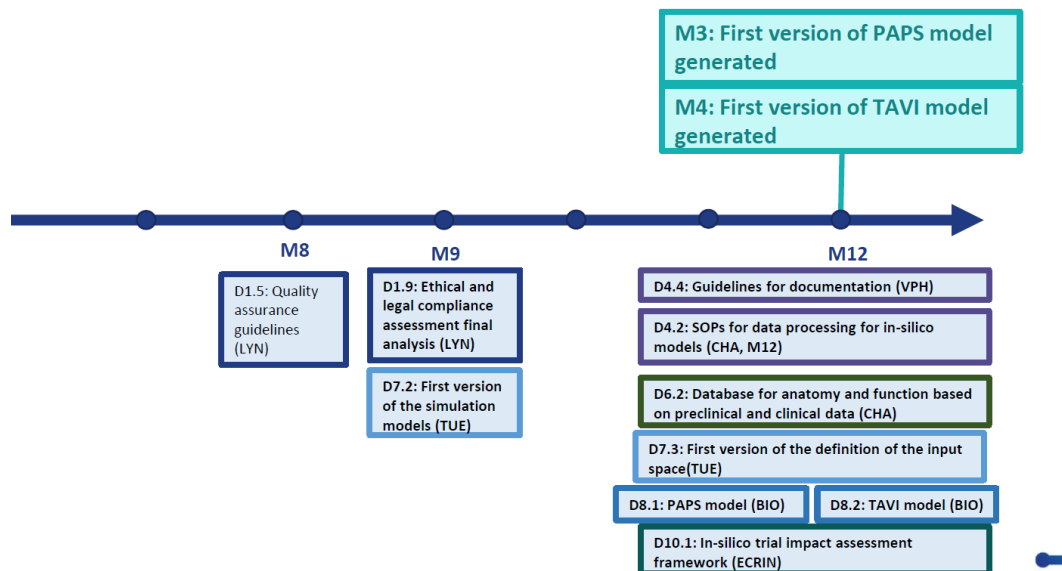 M3: First version of PAPS model
generated
M4: First version of TAVI model
generated
M8
M9
M12
D1.5: Quality
assurance
guidelines
(LYN)
D1.9: Ethical and
legal compliance
assessment final
analysis (LYN)
D7.2: First version
of the simulation
models (TUE)
D4.4: Guidelines for documentation (VPH)
D4.2: SOPs for data processing for in-silico
models (CHA, M12)
D6.2: Database for anatomy and function based
on preclinical and clinical data (CHA)
D7.3: First version of the definition of the input
space(TUE)
D8.1: PAPS model (BIO)
D8.2: TAVI model (BIO)
D10.1: In-silico trial impact assessment
framework (ECRIN)